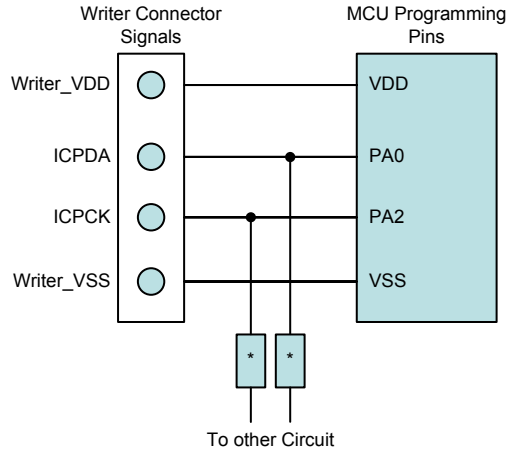 Writer Connector
Signals
MCU Programming
Pins
Writer_VDD
VDD
ICPDA
PA0
ICPCK
PA2
Writer_VSS
VSS
* *
To other Circuit